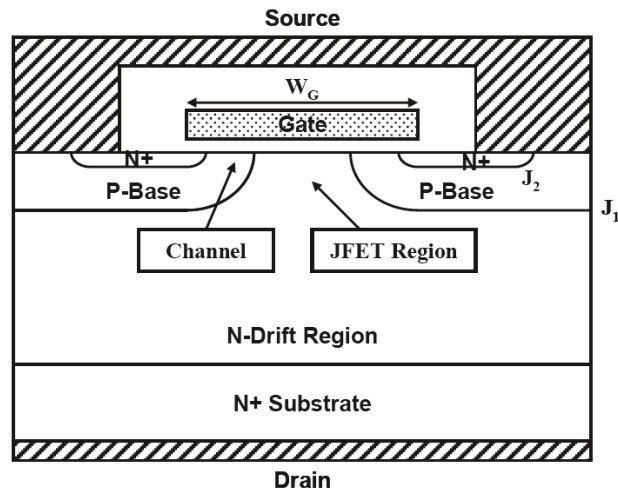 Source
W_G
Gate
N+ N+
P-Base P-Base J_2
J_1
Channel JFET Region
N-Drift Region
N+ Substrate
Drain